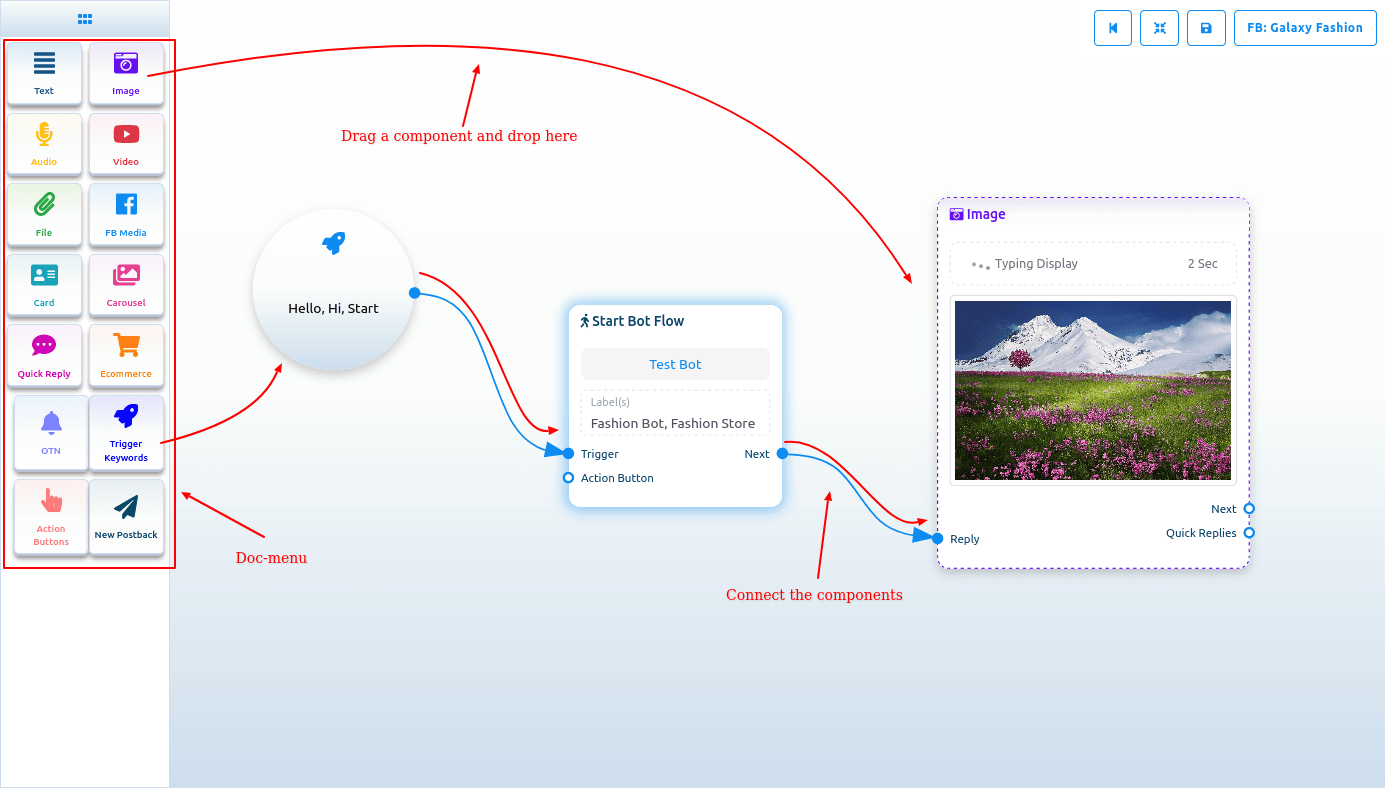 FB: Galaxy Fashion
Text
Image
Audio
Video
File
FB Media
Card
Carousel
Quick Reply
Ecommerce
OTN
Trigger
Keywords
Action
Buttons
New Postback
Drag a component and drop here
Hello, Hi, Start
Doc-menu
Start Bot Flow
Test Bot
Label(s)
Fashion Bot, Fashion Store
Trigger
Next
Action Button
Connect the components
Image
Typing Display
2 Sec
Next
Quick Replies
Reply